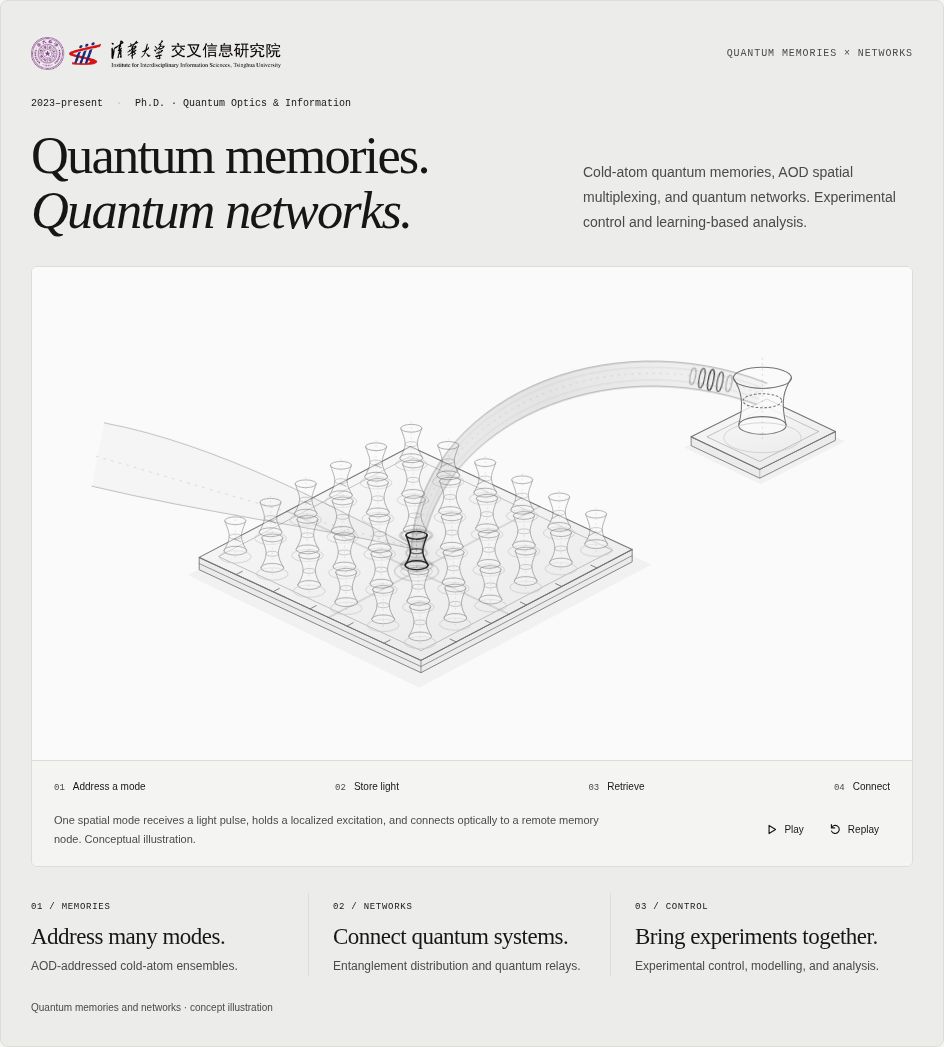 清华大学 交叉信息研究院
Institute for Interdisciplinary Information Sciences, Tsinghua University
QUANTUM MEMORIES × NETWORKS
2023–present · Ph.D. · Quantum Optics & Information
Quantum memories.
Quantum networks.
Cold-atom quantum memories, AOD spatial
multiplexing, and quantum networks. Experimental
control and learning-based analysis.
01 Address a mode
02 Store light
03 Retrieve
04 Connect
One spatial mode receives a light pulse, holds a localized excitation, and connects optically to a remote memory
node. Conceptual illustration.
Play
Replay
01 / MEMORIES
Address many modes.
AOD-addressed cold-atom ensembles.
02 / NETWORKS
Connect quantum systems.
Entanglement distribution and quantum relays.
03 / CONTROL
Bring experiments together.
Experimental control, modelling, and analysis.
Quantum memories and networks · concept illustration